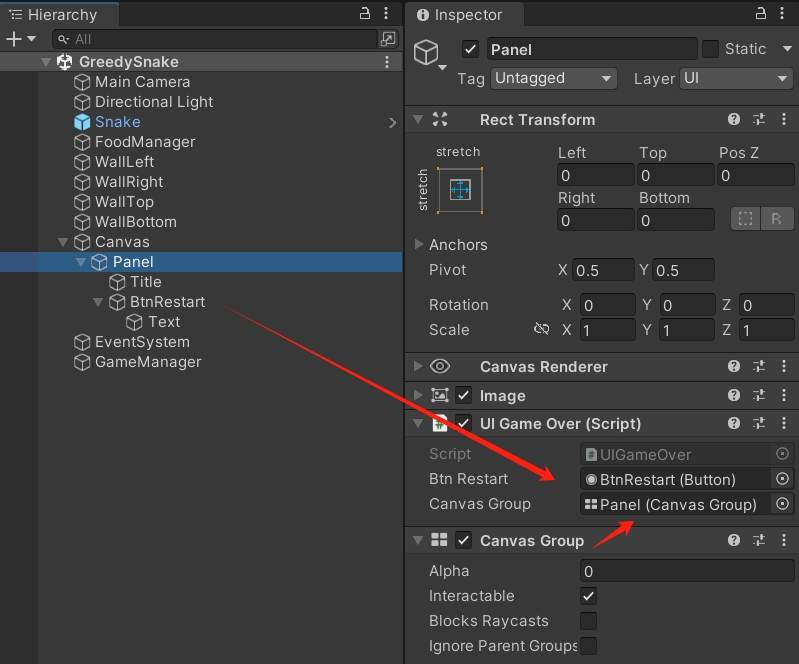 Hierarchy
All
GreedySnake
Main Camera
Directional Light
Snake
FoodManager
WallLeft
WallRight
WallTop
WallBottom
Canvas
Panel
Title
BtnRestart
Text
EventSystem
GameManager
Inspector
Panel
Static
Tag Untagged Layer UI
Rect Transform
stretch
stretch
Left Top Pos Z
0 0 0
Right Bottom
0 0
R
Anchors
Pivot X 0.5 Y 0.5
Rotation X 0 Y 0 Z 0
Scale X 1 Y 1 Z 1
Canvas Renderer
Image
UI Game Over (Script)
Script UIGameOver
Btn Restart BtnRestart (Button)
Canvas Group Panel (Canvas Group)
Canvas Group
Alpha 0
Interactable
Blocks Raycasts
Ignore Parent Groups